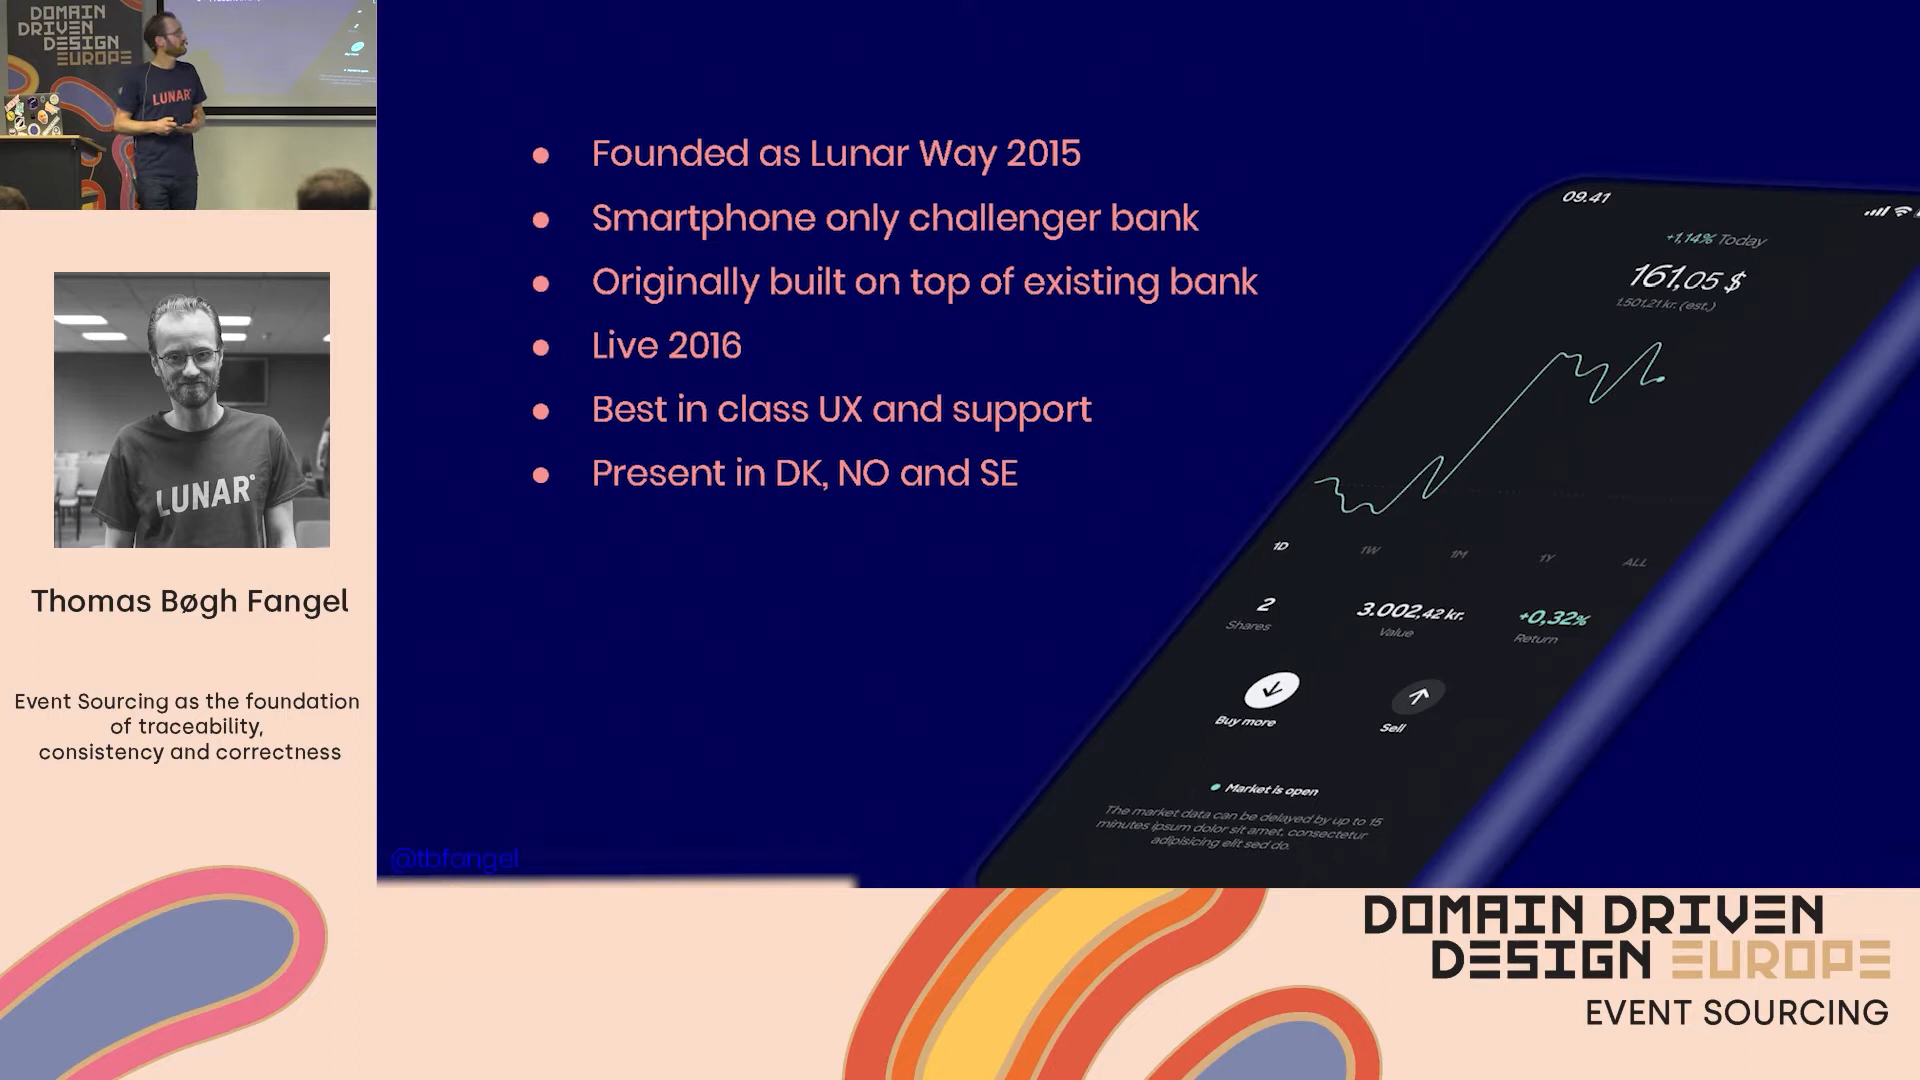 DOMAIN
DRIVEN
DESIGN
EUROPE
LUNAR
LUNAR°
Thomas Bøgh Fangel
Event Sourcing as the foundation
of traceability,
consistency and correctness
• Founded as Lunar Way 2015
• Smartphone only challenger bank
• Originally built on top of existing bank
• Live 2016
• Best in class UX and support
• Present in DK, NO and SE
@tbfangel
09.41
+1,14% Today
161,05 $
1.501,21 kr. (est.)
1D 1W 1M 1Y ALL
2 3.002,42 kr. +0,32%
Shares Value Return
Buy more Sell
Market is open
The market data can be delayed by up to 15
minutes ipsum dolor sit amet, consectetur
adipisicing elit sed do.
DOMAIN DRIVEN
DESIGN EUROPE
EVENT SOURCING